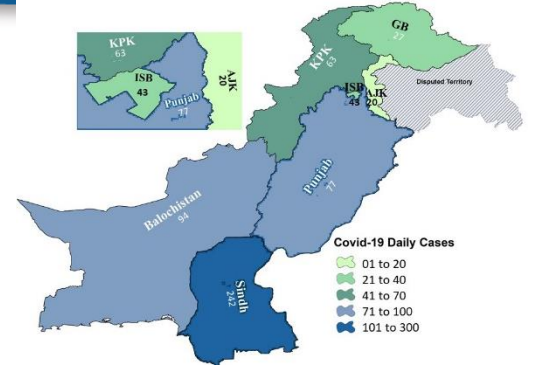 KPK
63
ISB
43
Punjab
77
AJK
20
GB
27
KPK
63
ISB
43
AJK
20
Disputed Territory
Punjab
77
Balochistan
94
Sindh
242
Covid-19 Daily Cases
01 to 20
21 to 40
41 to 70
71 to 100
101 to 300